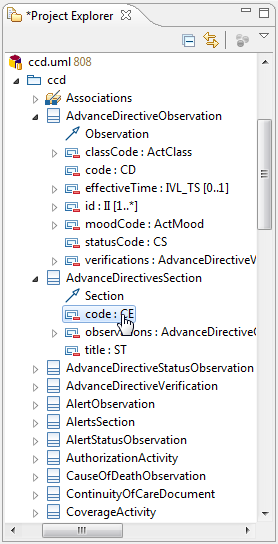 *Project Explorer
ccd.uml 808
ccd
Associations
AdvanceDirectiveObservation
Observation
classCode : ActClass
code : CD
effectiveTime : IVL_TS [0..1]
id : II [1..*]
moodCode : ActMood
statusCode : CS
verifications : AdvanceDirectiveV
AdvanceDirectivesSection
Section
code : CE
observations : AdvanceDirectiveO
title : ST
AdvanceDirectiveStatusObservation
AdvanceDirectiveVerification
AlertObservation
AlertsSection
AlertStatusObservation
AuthorizationActivity
CauseOfDeathObservation
ContinuityOfCareDocument
CoverageActivity